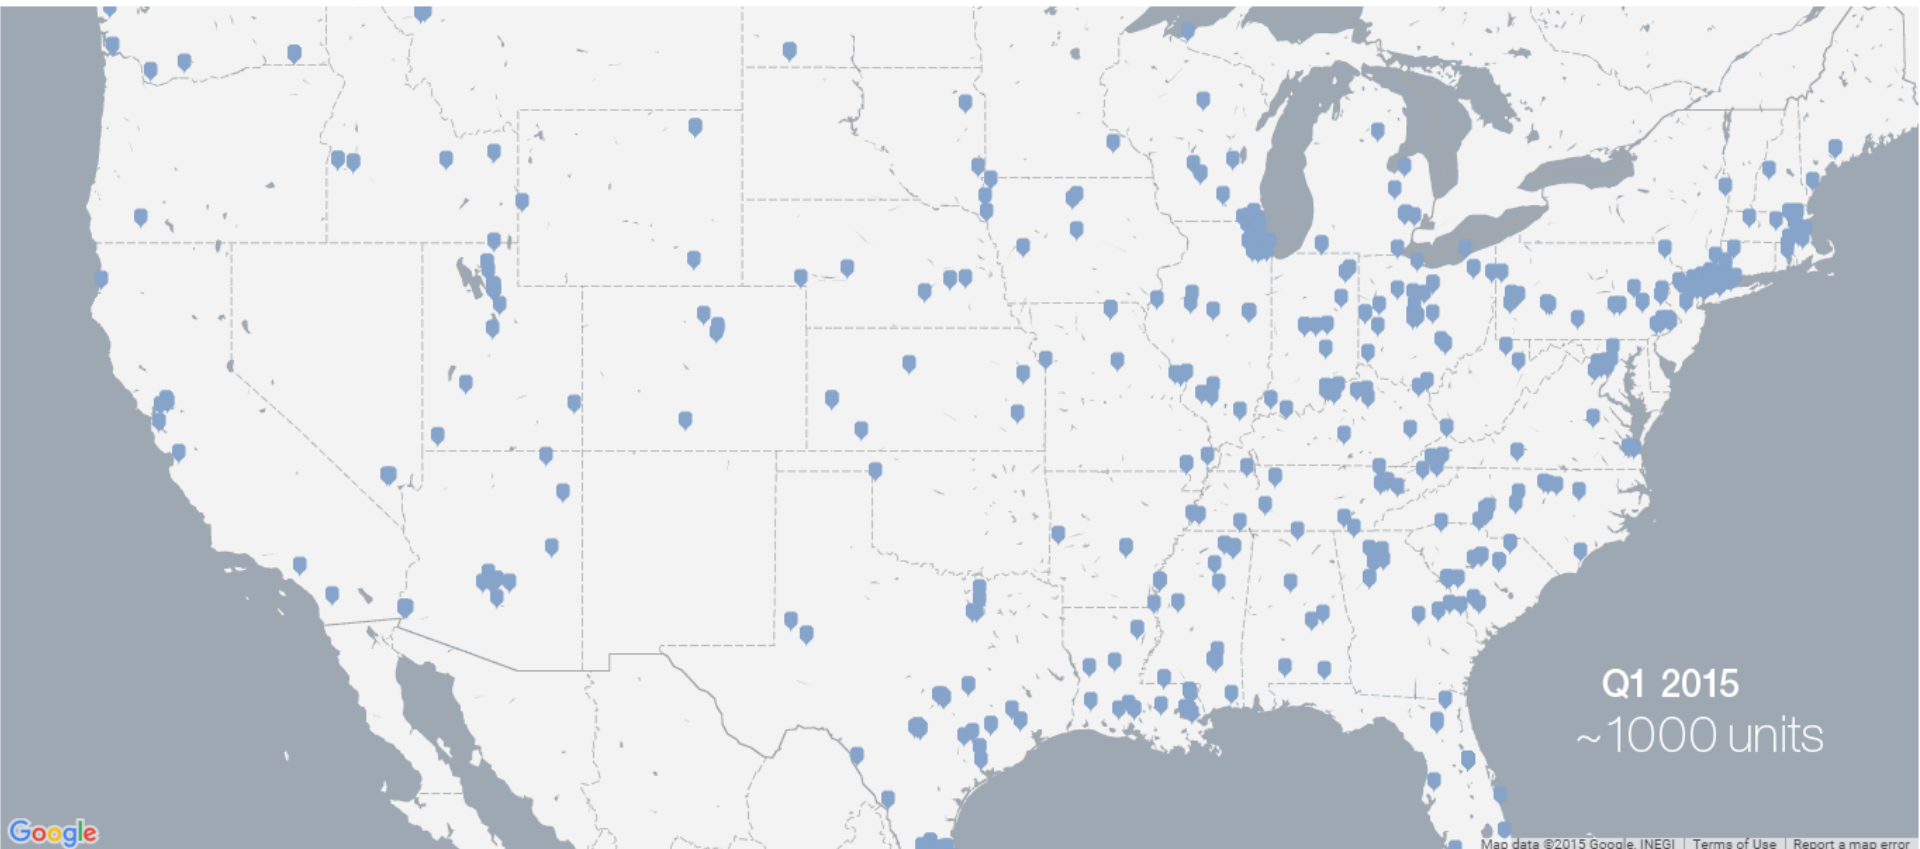 Q1 2015
~1000 units
Google
Map data ©2015 Google, INEGI | Terms of Use | Report a map error